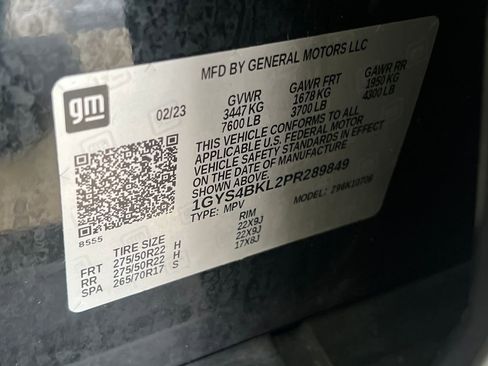 MFD BY GENERAL MOTORS LLC
gm
02/23
GVWR GAWR FRT GAWR RR
3447 KG 1678 KG 1950 KG
7600 LB 3700 LB 4300 LB
THIS VEHICLE CONFORMS TO ALL
APPLICABLE U.S. FEDERAL MOTOR
VEHICLE SAFETY STANDARDS IN EFFECT
ON THE DATE OF MANUFACTURE
SHOWN ABOVE.
1GYS4BKL2PR289849
TYPE: MPV MODEL:
B555
TIRE SIZE RIM
FRT 275/50R22 H 22X9J
RR 275/50R22 H 22X9J
SPA 265/70R17 S 17X8J